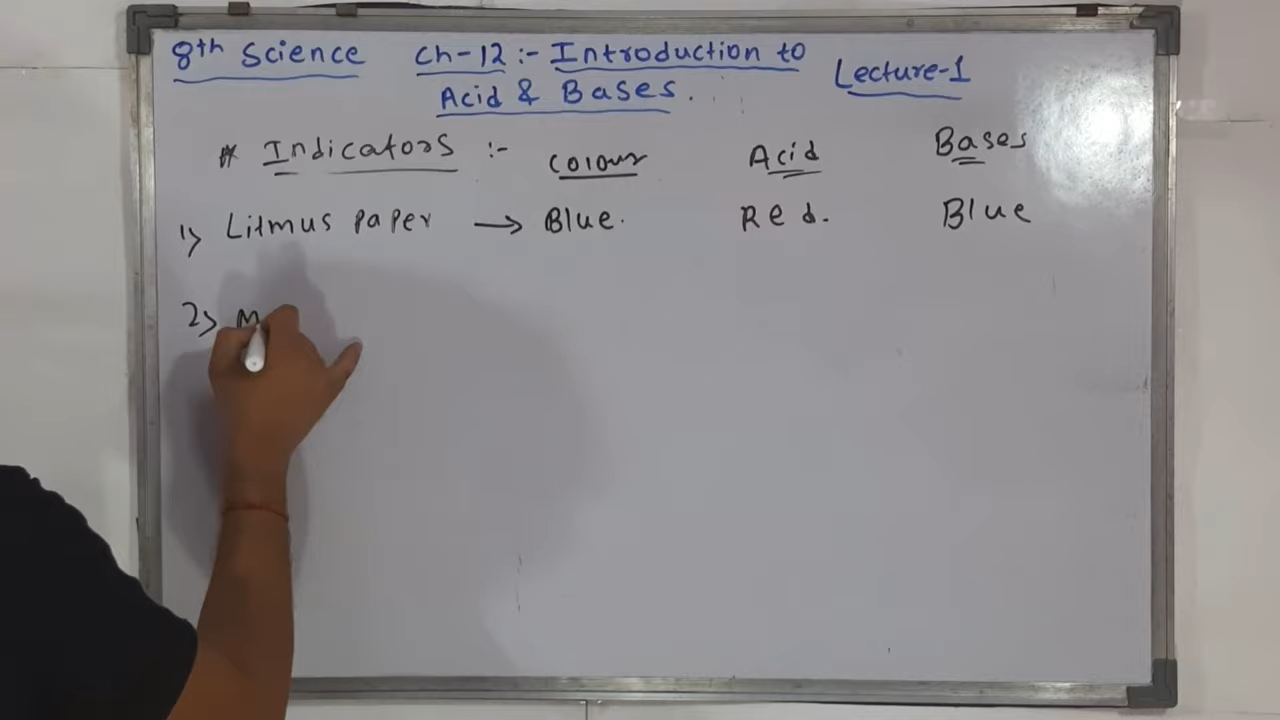 8th Science Ch-12 :- Introduction to Acid & Bases. Lecture-1
# Indicators :- Colour Acid Bases
1) Litmus paper → Blue. Red. Blue
2) M